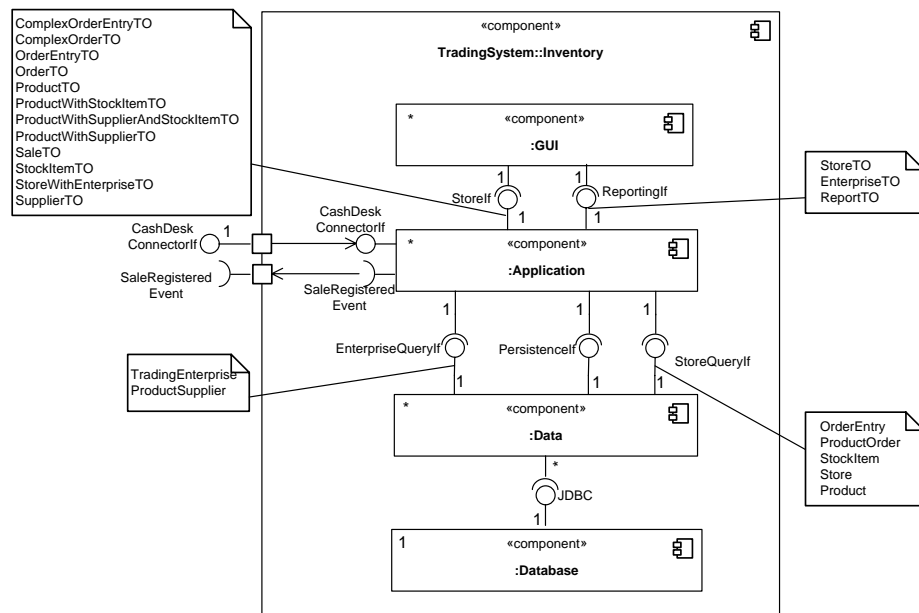 ComplexOrderEntryTO
ComplexOrderTO
OrderEntryTO
OrderTO
ProductTO
ProductWithStockItemTO
ProductWithSupplierAndStockItemTO
ProductWithSupplierTO
SaleTO
StockItemTO
StoreWithEnterpriseTO
SupplierTO
«component»
TradingSystem::Inventory
*
«component»
:GUI
1
1
StoreIf
ReportingIf
1
1
StoreTO
EnterpriseTO
ReportTO
CashDesk
ConnectorIf
1
CashDesk
ConnectorIf
SaleRegistered
Event
SaleRegistered
Event
*
«component»
:Application
1
1
1
EnterpriseQueryIf
PersistenceIf
StoreQueryIf
1
1
1
TradingEnterprise
ProductSupplier
*
«component»
:Data
OrderEntry
ProductOrder
StockItem
Store
Product
*
JDBC
1
1
«component»
:Database